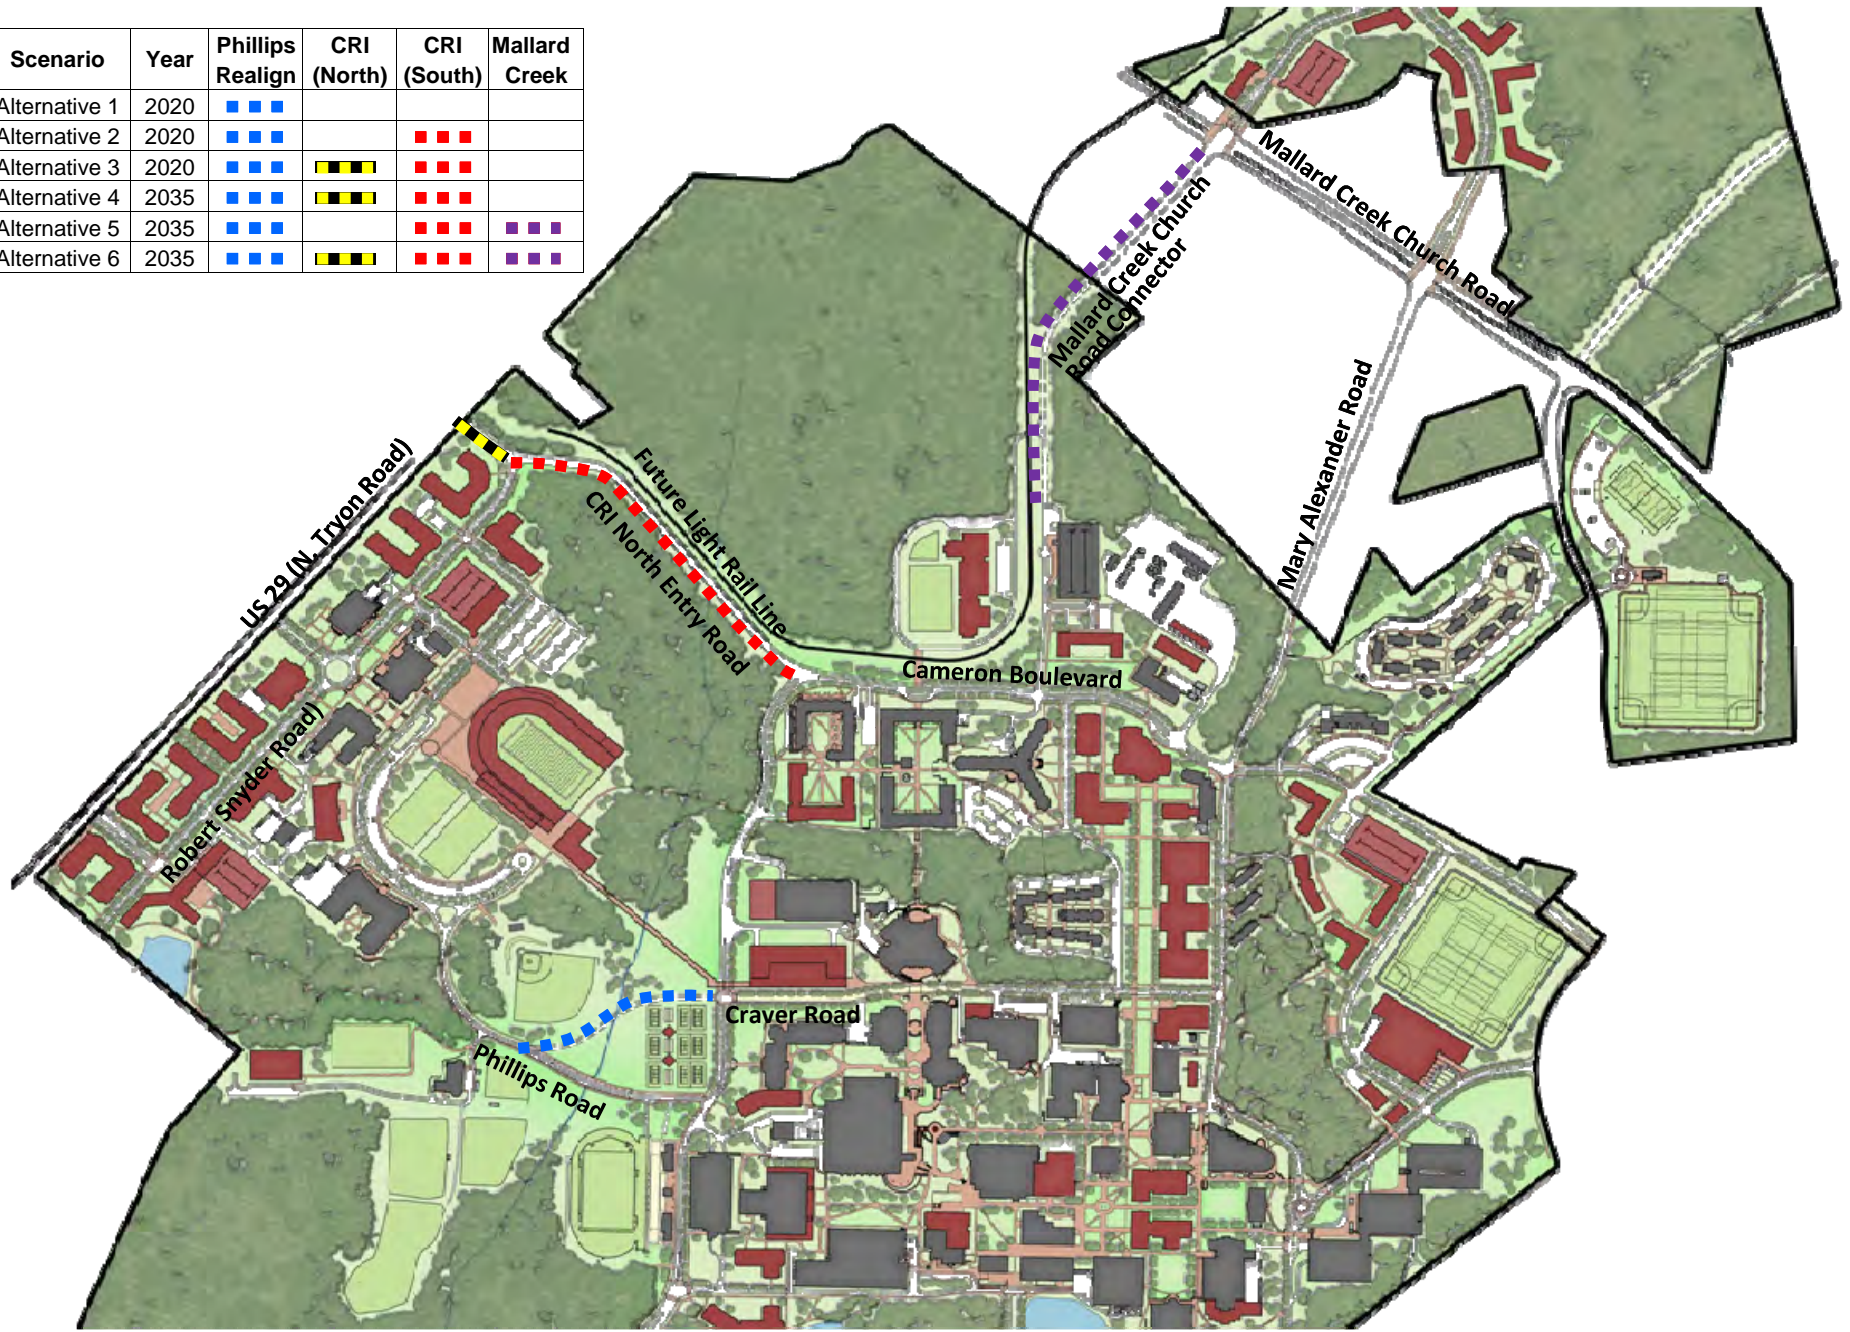 Scenario Year Phillips Realign CRI (North) CRI (South) Mallard Creek
Alternative 1 2020
Alternative 2 2020
Alternative 3 2020
Alternative 4 2035
Alternative 5 2035
Alternative 6 2035
Mallard Creek Church Road
Mallard Creek Church
Road Connector
Mary Alexander Road
US 29 (N. Tryon Road)
Future Light Rail Line
CRI North Entry Road
Cameron Boulevard
Robert Snyder Road)
Craver Road
Phillips Road